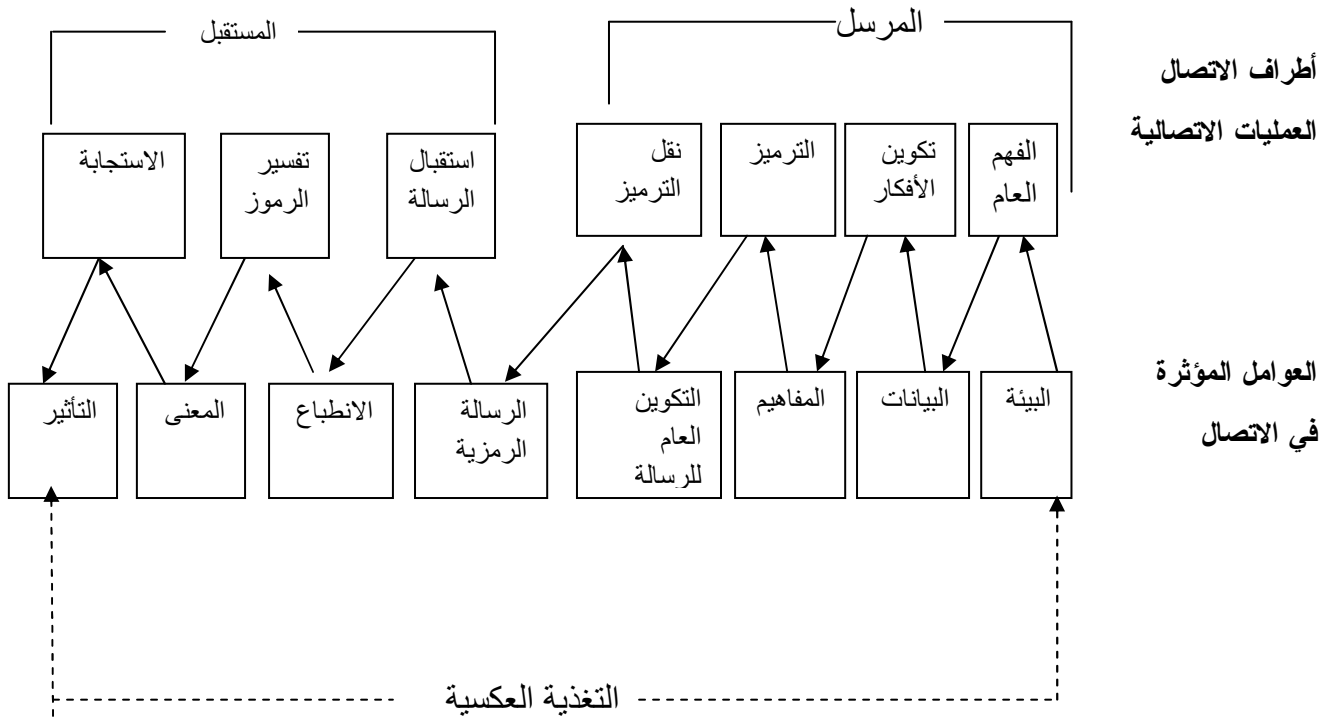 المرسل
المستقبل
أطراف الاتصال
العمليات الاتصالية
الفهم
العام
تكوين
الأفكار
الترميز
نقل
الترميز
استقبال
الرسالة
تفسير
الرموز
الاستجابة
العوامل المؤثرة
في الاتصال
البيئة
البيانات
المفاهيم
التكوين
العام
للرسالة
الرسالة
الرمزية
الانطباع
المعنى
التأثير
التغذية العكسية